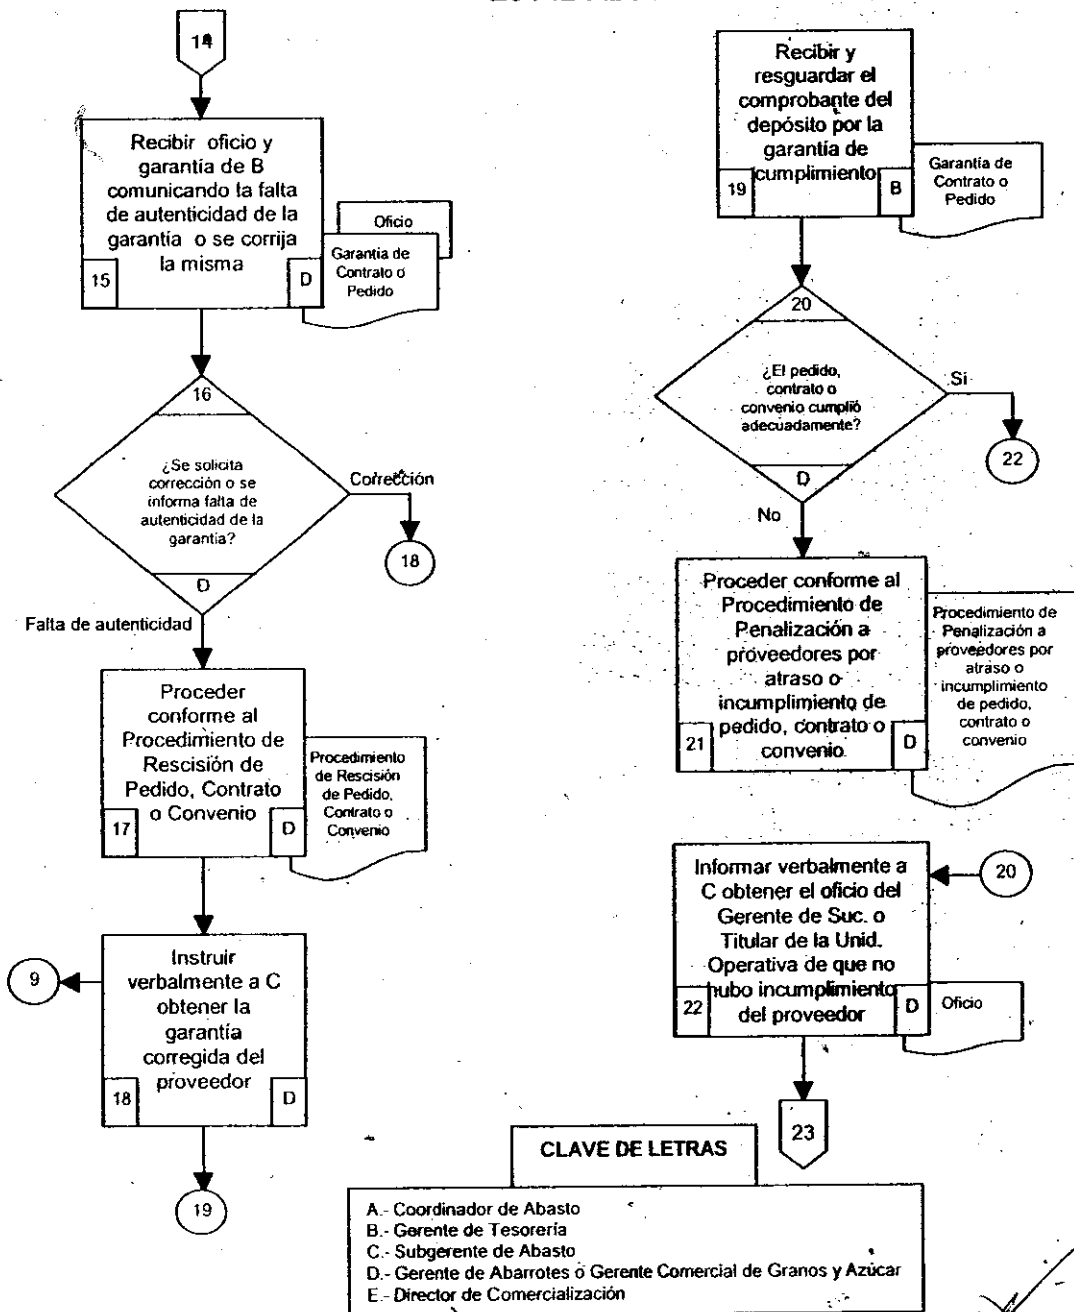 14
Recibir oficio y
garantía de B
comunicando la falta
de autenticidad de la
garantía o se corrija
la misma
15
D
Oficio
Garantía de
Contrato o
Pedido
16
¿Se solicita
corrección o se
informa falta de
autenticidad de la
garantía?
D
Corrección
18
Falta de autenticidad
Proceder
conforme al
Procedimiento de
Rescisión de
Pedido, Contrato
o Convenio
17
D
Procedimiento
de Rescisión
de Pedido,
Contrato o
Convenio
Instruir
verbalmente a C
obtener la
garantía
corregida del
proveedor
18
D
9
19
Recibir y
resguardar el
comprobante del
depósito por la
garantía de
cumplimiento
19
B
Garantía de
Contrato o
Pedido
20
¿El pedido,
contrato o
convenio cumplió
adecuadamente?
D
Si
22
No
Proceder conforme al
Procedimiento de
Penalización a
proveedores por
atraso o
incumplimiento de
pedido, contrato o
convenio
21
D
Procedimiento de
Penalización a
proveedores por
atraso o
incumplimiento
de pedido,
contrato o
convenio
Informar verbalmente a
C obtener el oficio del
Gerente de Suc. o
Titular de la Unid.
Operativa de que no
hubo incumplimiento
del proveedor
22
D
Oficio
20
23
CLAVE DE LETRAS
A.- Coordinador de Abasto
B.- Gerente de Tesorería
C.- Subgerente de Abasto
D.- Gerente de Abarrotes o Gerente Comercial de Granos y Azúcar
E.- Director de Comercialización